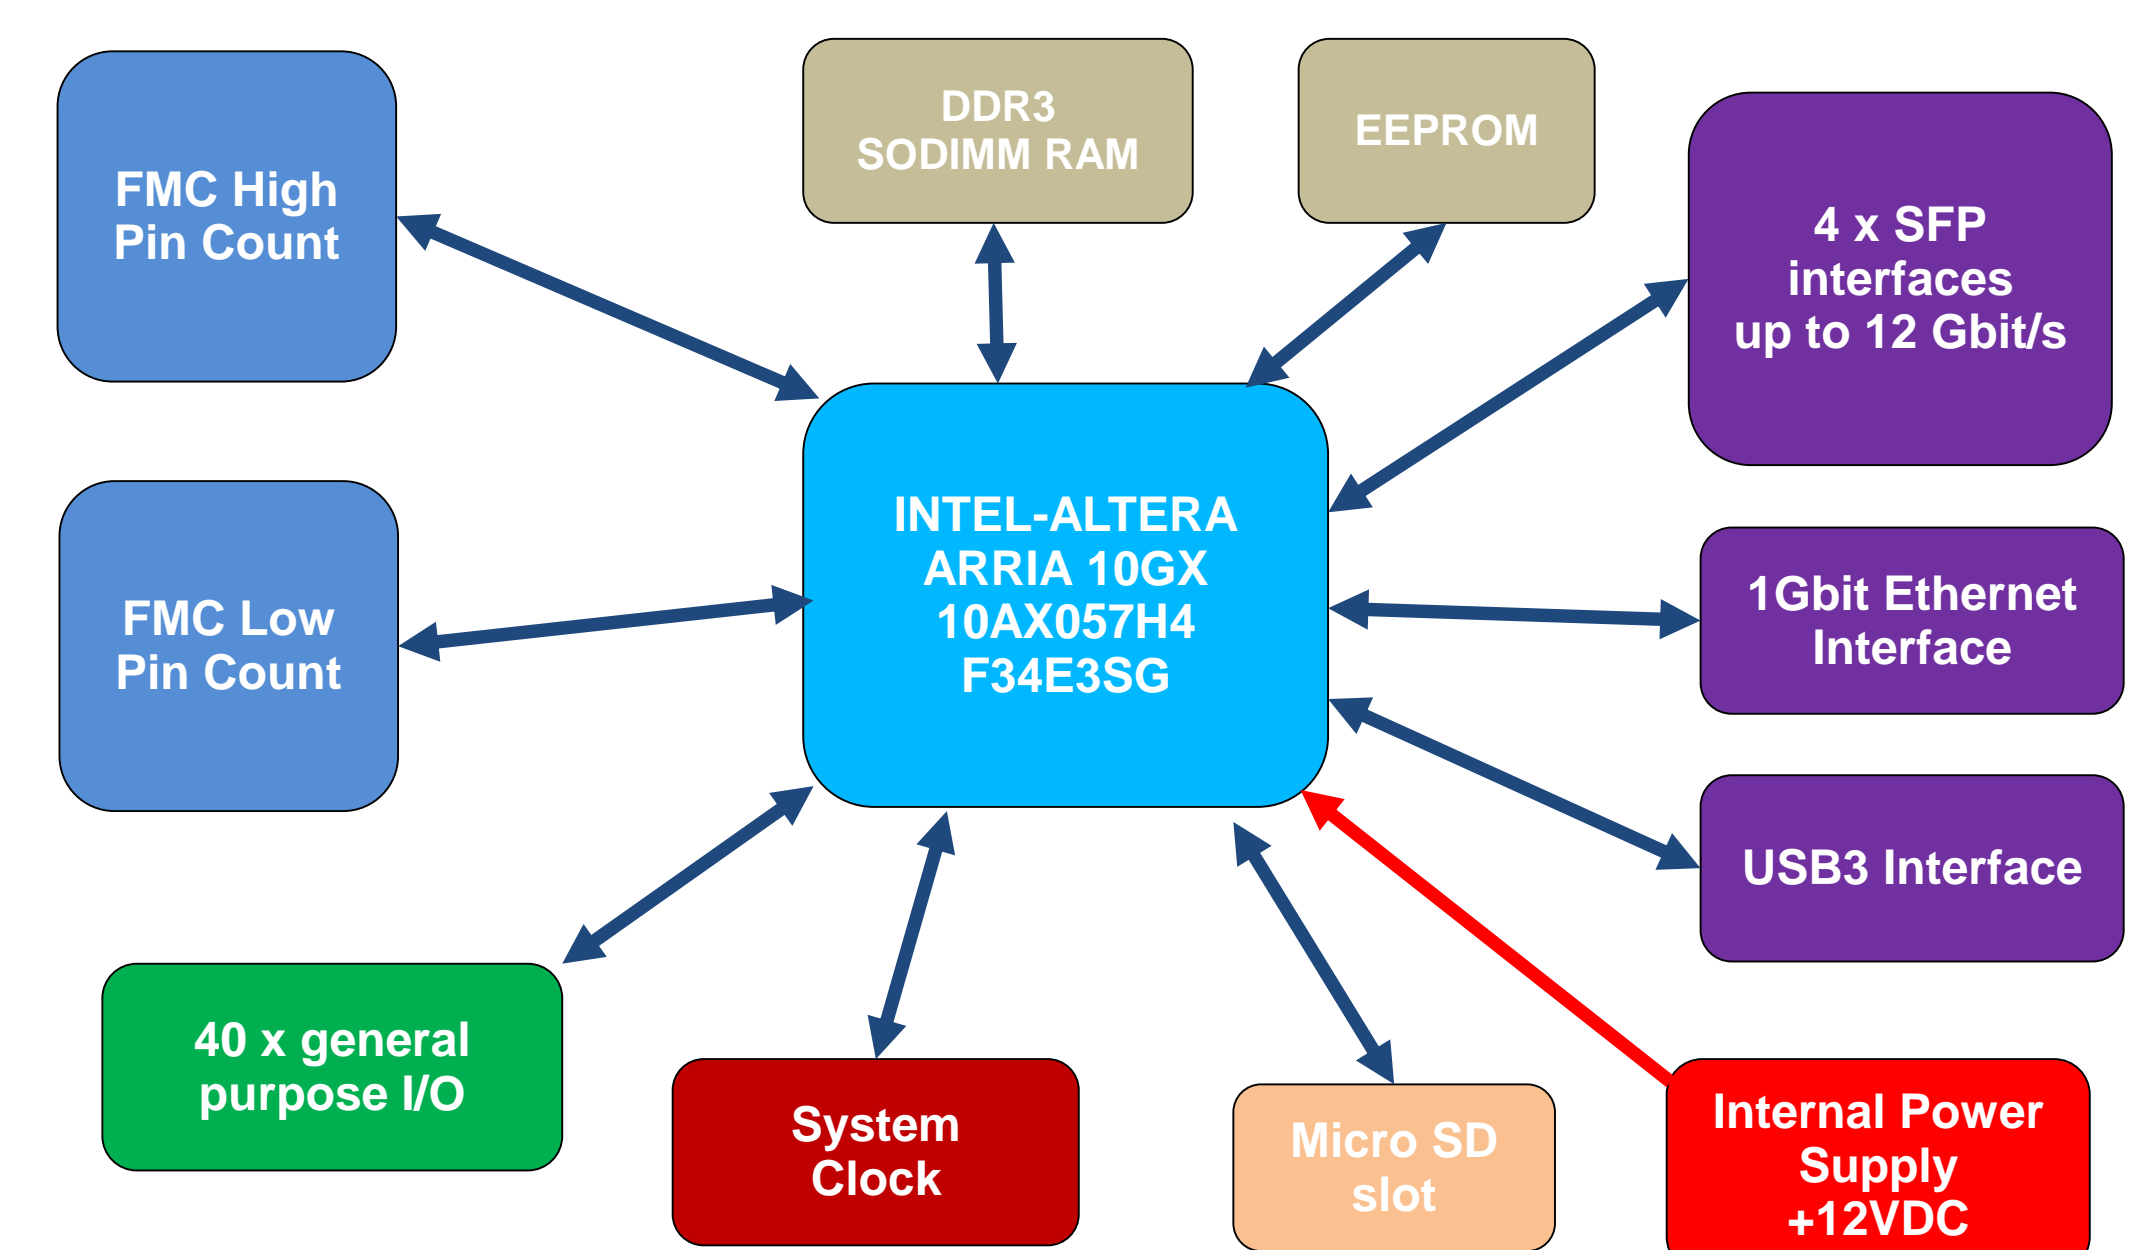 DDR3
SODIMM RAM
EEPROM
FMC High
Pin Count
4 x SFP
interfaces
up to 12 Gbit/s
INTEL-ALTERA
ARRIA 10GX
10AX057H4
F34E3SG
1Gbit Ethernet
Interface
FMC Low
Pin Count
USB3 Interface
40 x general
purpose I/O
System
Clock
Micro SD
slot
Internal Power
Supply
+12VDC